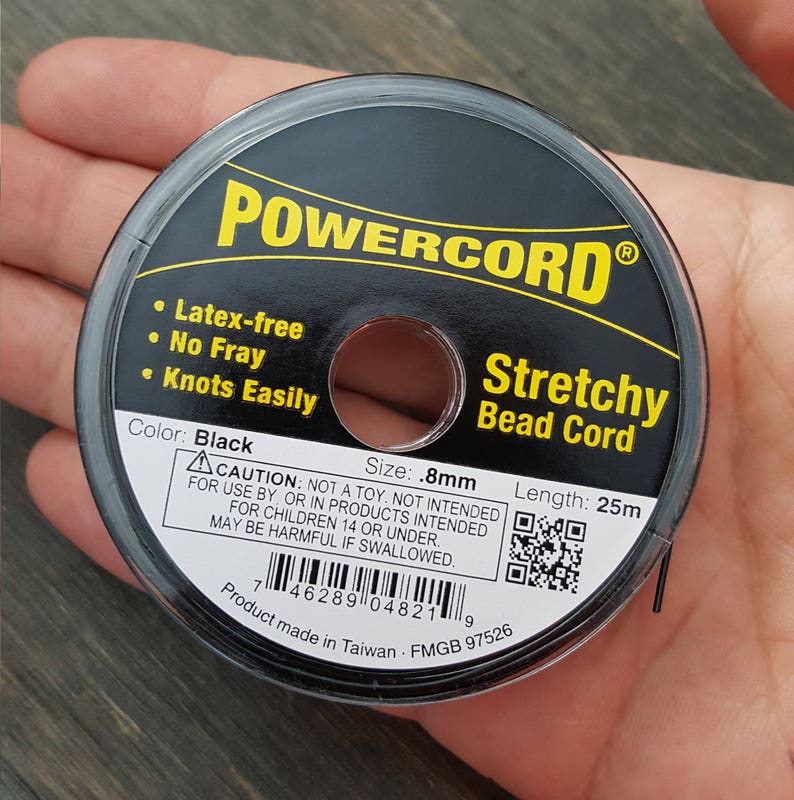 POWERCORD®
• Latex-free
• No Fray
• Knots Easily
Stretchy
Bead Cord
Color: Black
Size: .8mm
Length: 25m
CAUTION: NOT A TOY. NOT INTENDED
FOR USE BY OR IN PRODUCTS INTENDED
FOR CHILDREN 14 OR UNDER.
MAY BE HARMFUL IF SWALLOWED.
7 46289 04821 9
Product made in Taiwan · FMGB 97526